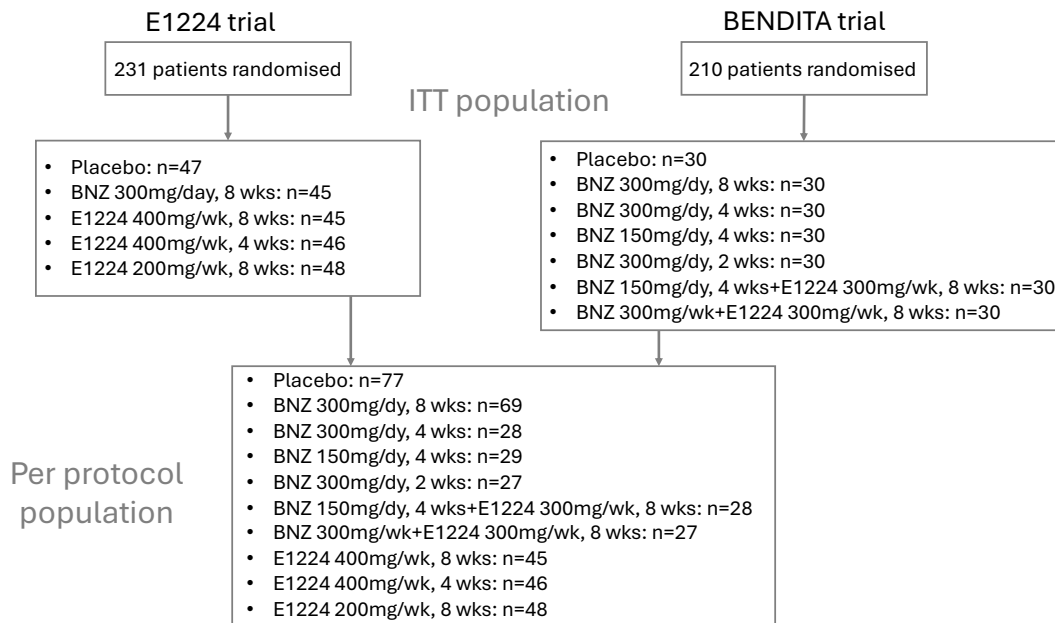 E1224 trial
BENDITA trial
231 patients randomised
210 patients randomised
ITT population
• Placebo: n=47
• BNZ 300mg/day, 8 wks: n=45
• E1224 400mg/wk, 8 wks: n=45
• E1224 400mg/wk, 4 wks: n=46
• E1224 200mg/wk, 8 wks: n=48
• Placebo: n=30
• BNZ 300mg/dy, 8 wks: n=30
• BNZ 300mg/dy, 4 wks: n=30
• BNZ 150mg/dy, 4 wks: n=30
• BNZ 300mg/dy, 2 wks: n=30
• BNZ 150mg/dy, 4 wks+E1224 300mg/wk, 8 wks: n=30
• BNZ 300mg/wk+E1224 300mg/wk, 8 wks: n=30
Per protocol
population
• Placebo: n=77
• BNZ 300mg/dy, 8 wks: n=69
• BNZ 300mg/dy, 4 wks: n=28
• BNZ 150mg/dy, 4 wks: n=29
• BNZ 300mg/dy, 2 wks: n=27
• BNZ 150mg/dy, 4 wks+E1224 300mg/wk, 8 wks: n=28
• BNZ 300mg/wk+E1224 300mg/wk, 8 wks: n=27
• E1224 400mg/wk, 8 wks: n=45
• E1224 400mg/wk, 4 wks: n=46
• E1224 200mg/wk, 8 wks: n=48